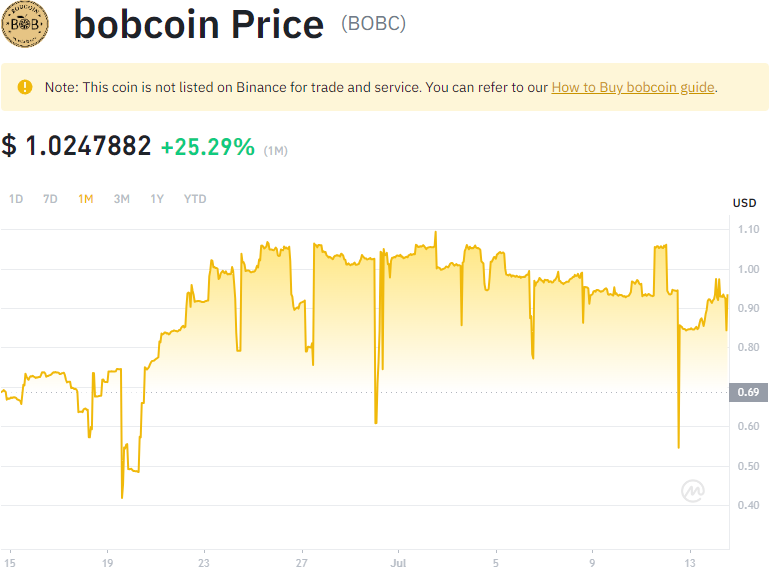 BOBCOIN
BOB
bobcoin Price (BOBC)
Note: This coin is not listed on Binance for trade and service. You can refer to our How to Buy bobcoin guide.
$ 1.0247882 +25.29% (1M)
1D 7D 1M 3M 1Y YTD
USD
1.10
1.00
0.90
0.80
0.69
0.60
0.50
0.40
15 19 23 27 Jul 5 9 13